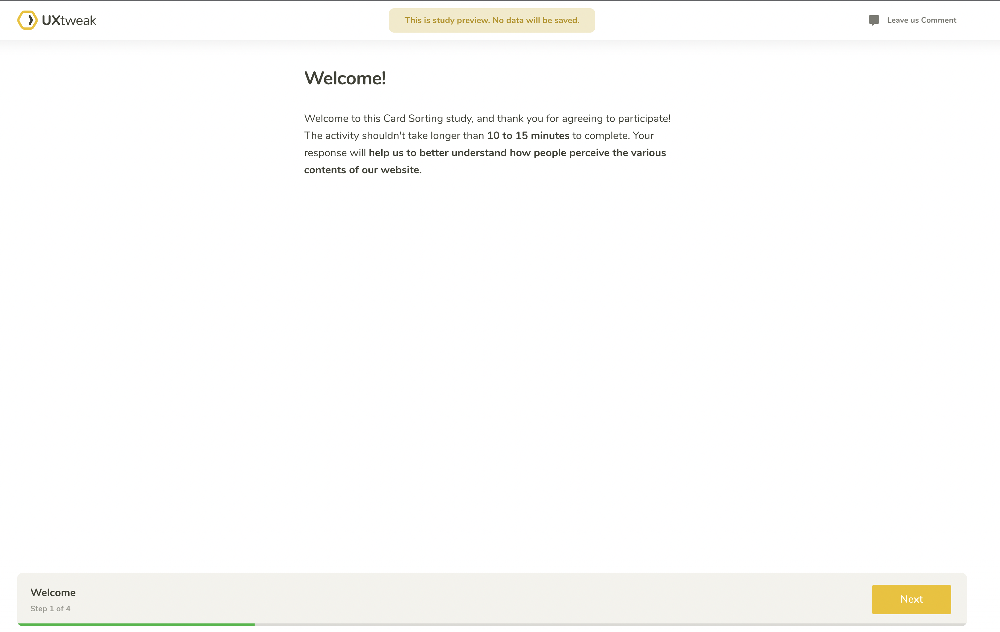 UXtweak
This is study preview. No data will be saved.
Leave us Comment
Welcome!
Welcome to this Card Sorting study, and thank you for agreeing to participate!
The activity shouldn't take longer than 10 to 15 minutes to complete. Your
response will help us to better understand how people perceive the various
contents of our website.
Welcome
Step 1 of 4
Next